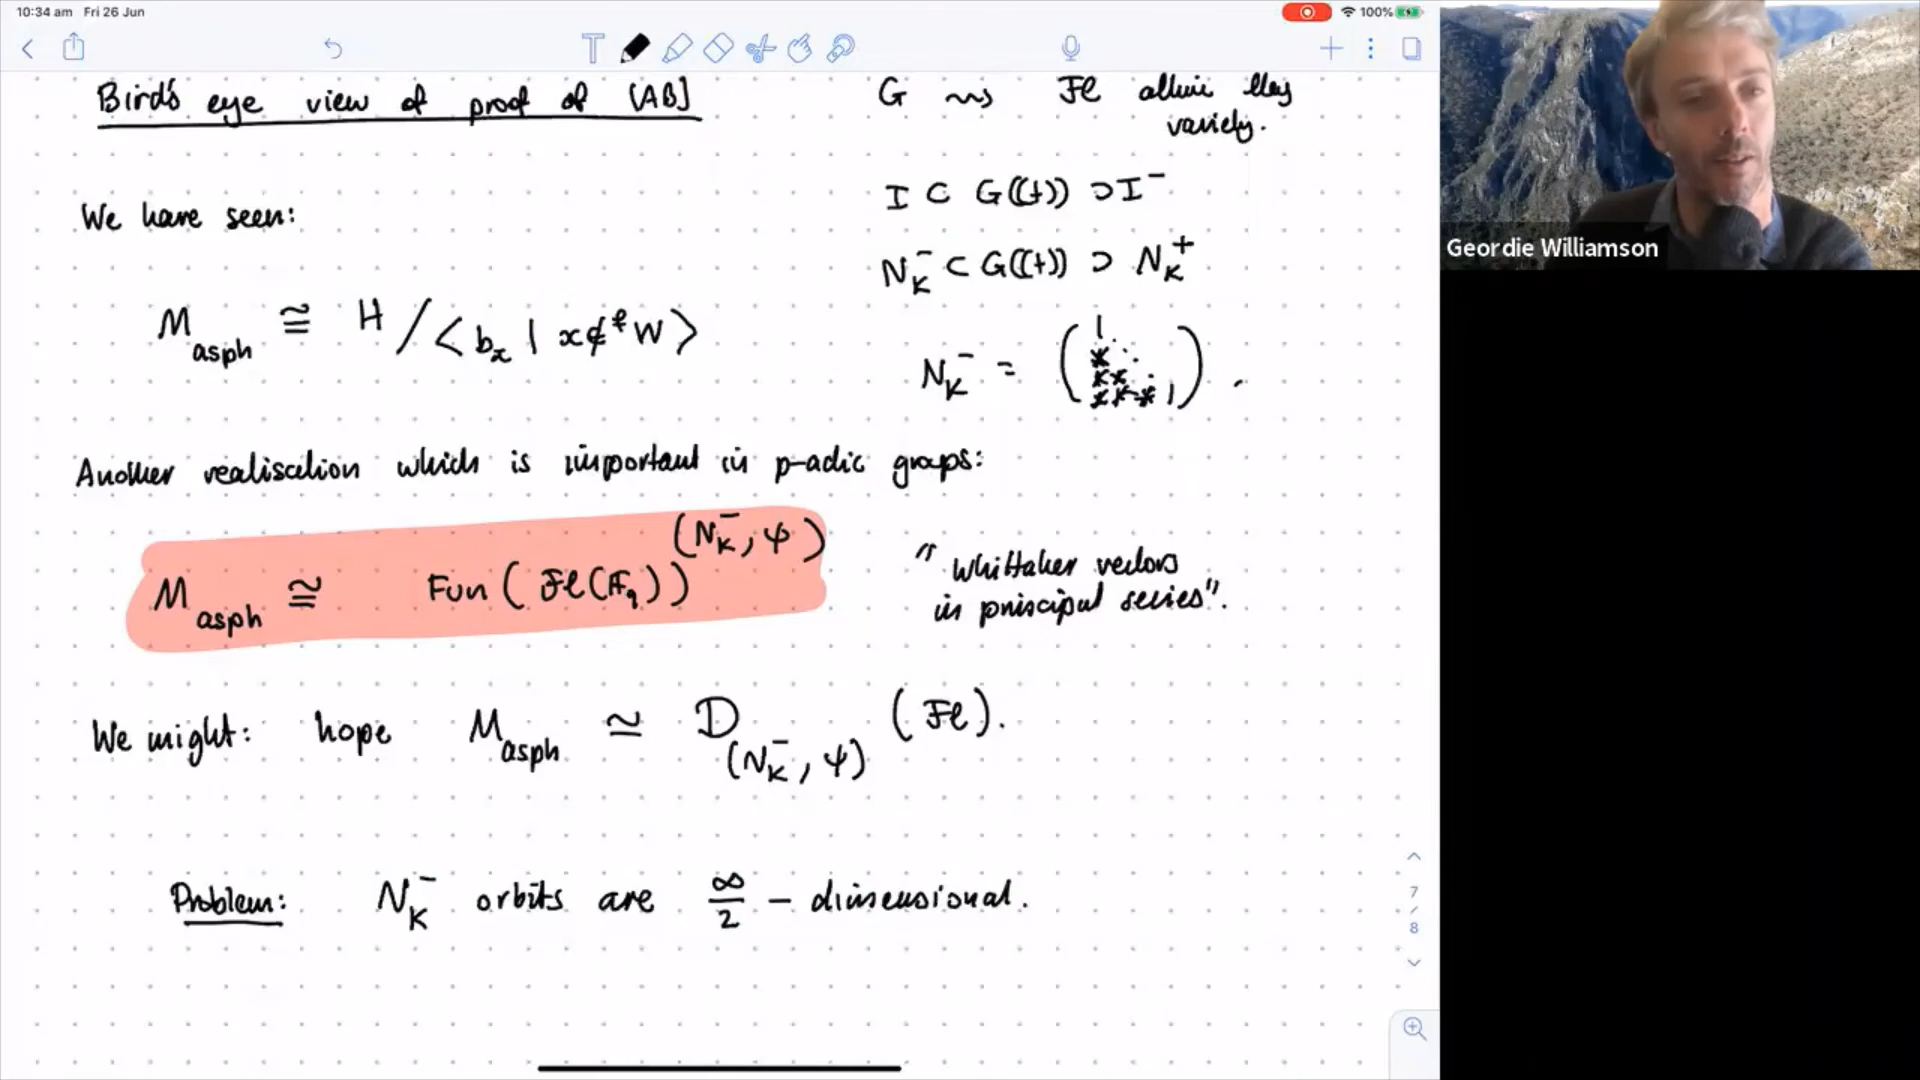 10:34 am Fri 26 Jun
100%
Bird's eye view of proof of [AB]
G ⇝ Fl affine flag variety.
I ⊂ G((t)) ⊃ I⁻
We have seen:
N_K^- ⊂ G((t)) ⊃ N_K^+
M_asph ≅ H / < b_x | x ∉ ᶠW >
N_K^- = ( 1 ⋱ * ** *** 1 ) .
Another realisation which is important in p-adic groups:
M_asph ≅ Fun ( Fl(F_q) )^(N_K^-, ψ)
"Whittaker vectors
in principal series".
We might: hope M_asph ≃ D_(N_K^-, ψ) (Fl).
Problem: N_K^- orbits are ∞/2 - dimensional.
7
/
8
Geordie Williamson